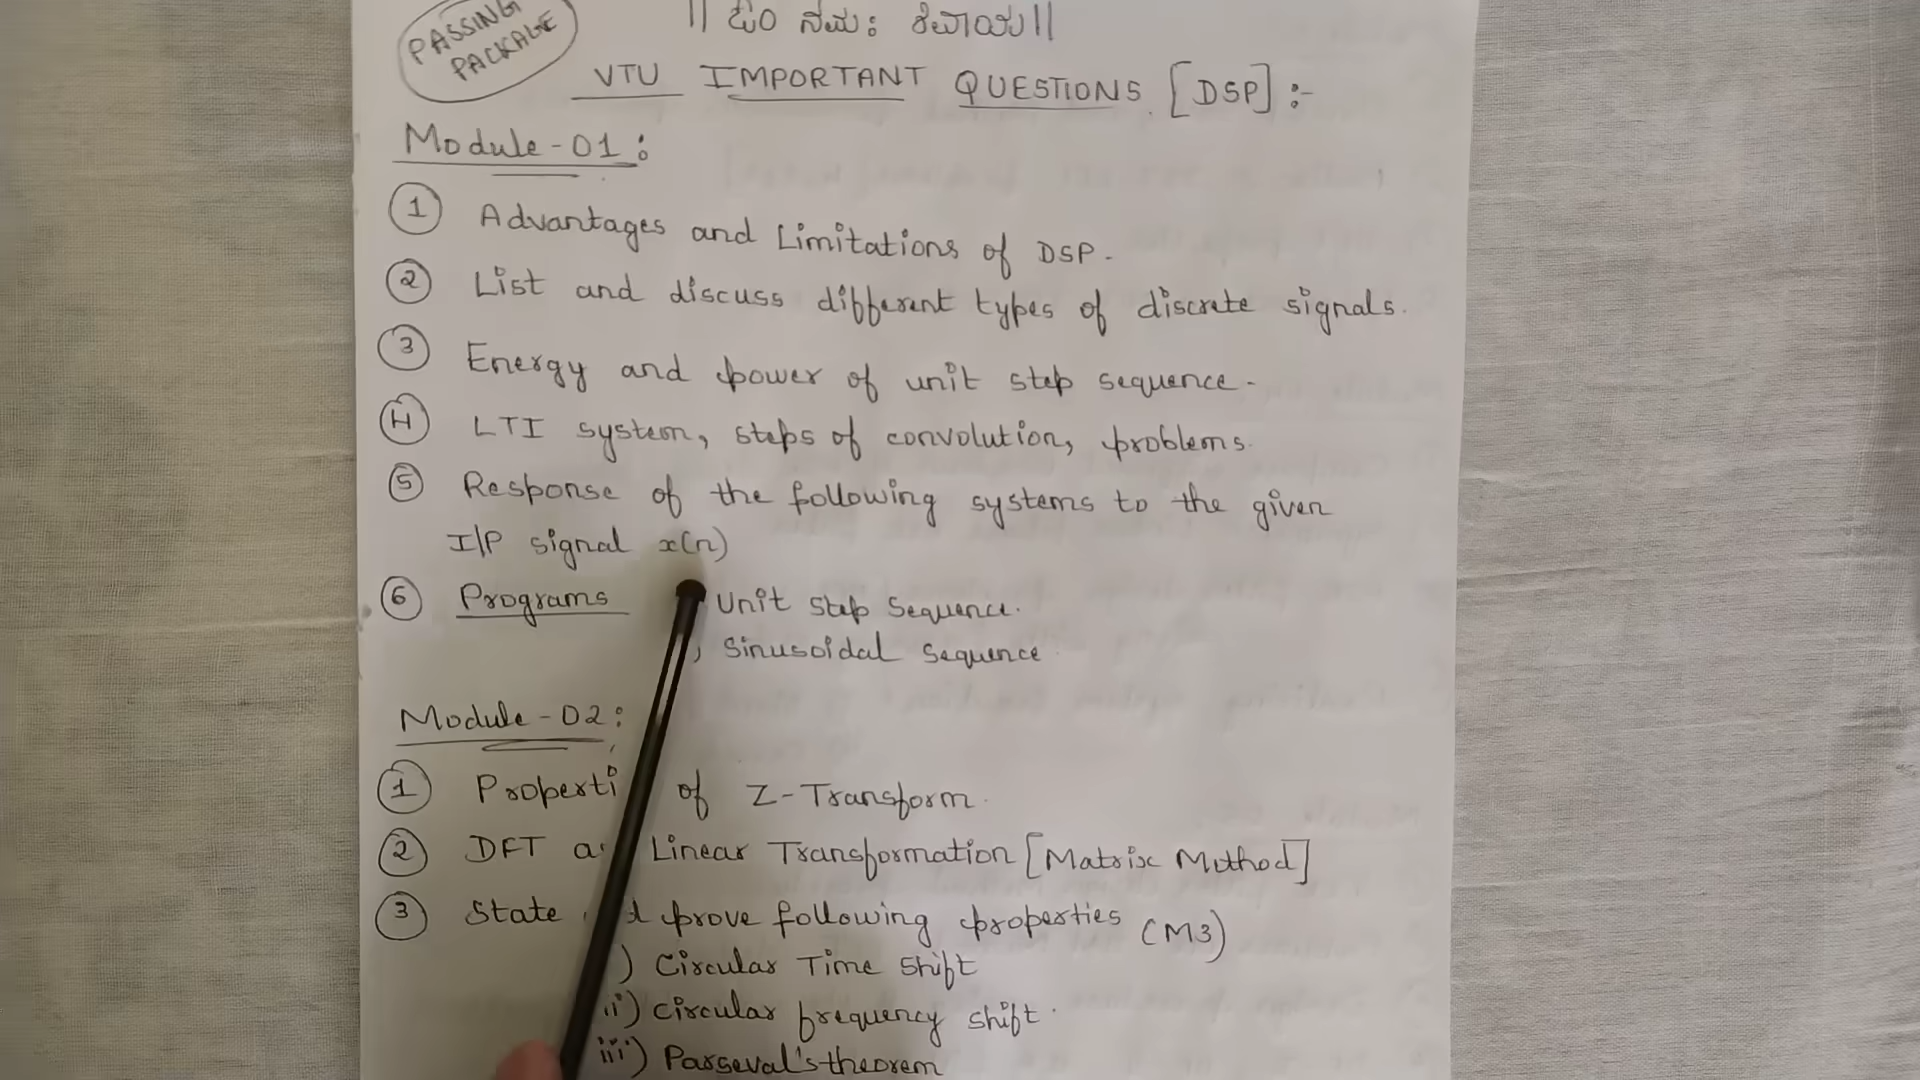 PASSING
PACKAGE
|| ಓಂ ನಮಃ ಶಿವಾಯ ||
VTU IMPORTANT QUESTIONS [DSP] :-
Module-01 :
1 Advantages and Limitations of DSP.
2 List and discuss different types of discrete signals.
3 Energy and power of unit step sequence.
4 LTI system, steps of convolution, problems.
5 Response of the following systems to the given
I/P signal x(n)
6 Programs Unit step sequence.
) Sinusoidal sequence
Module-02 :
1 of Z-Transform.
2 DFT Linear Transformation [Matrix Method]
3 State prove following properties (M3)
) Circular Time shift
ii) Circular frequency shift.
iii) Parseval's theorem